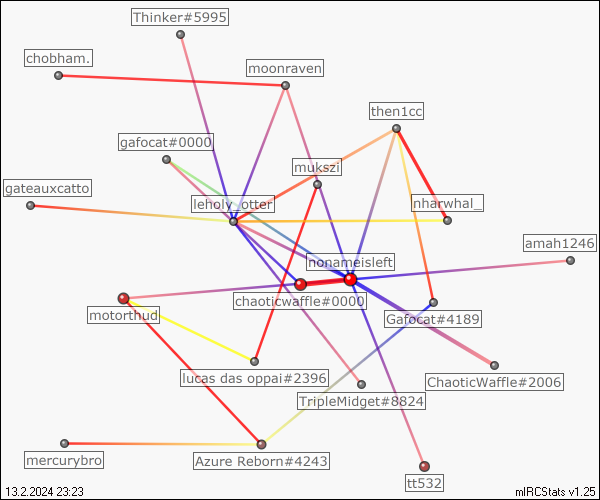 Thinker#5995
chobham.
moonraven
then1cc
gafocat#0000
mukszi
gateauxcatto
leholy_otter
nharwhal_
amah1246
nonameisleft
chaoticwaffle#0000
motorthud
Gafocat#4189
lucas das oppai#2396
ChaoticWaffle#2006
TripleMidget#8824
mercurybro
Azure Reborn#4243
tt532
13.2.2024 23:23
mIRCStats v1.25